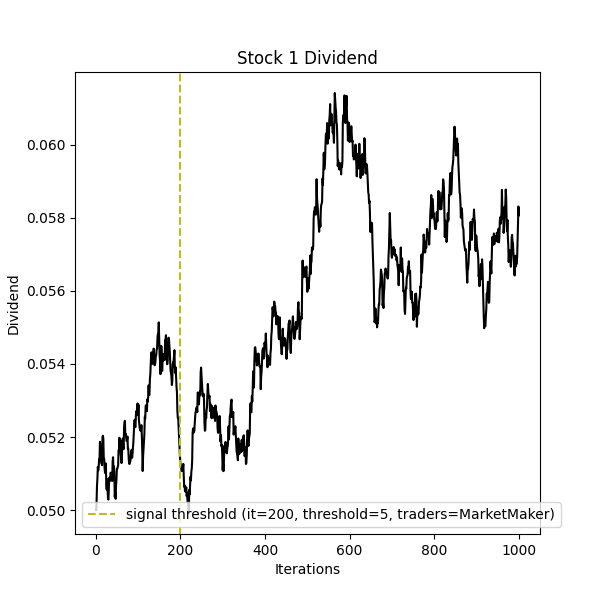 Stock 1 Dividend
Dividend
0.060
0.058
0.056
0.054
0.052
0.050
signal threshold (it=200, threshold=5, traders=MarketMaker)
0 200 400 600 800 1000
Iterations